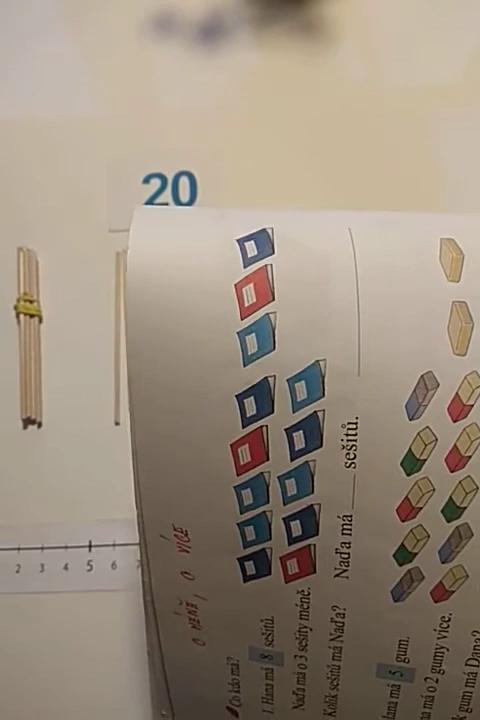 20
2 3 4 5 6
O MÉNĚ, O VÍCE
Co kdo má?
1. Hana má 8 sešitů.
Naďa má o 3 sešity méně.
Kolik sešitů má Naďa?
Naďa má ____ sešitů.
má 5 gum.
má o 2 gumy více.
gum má Dana?